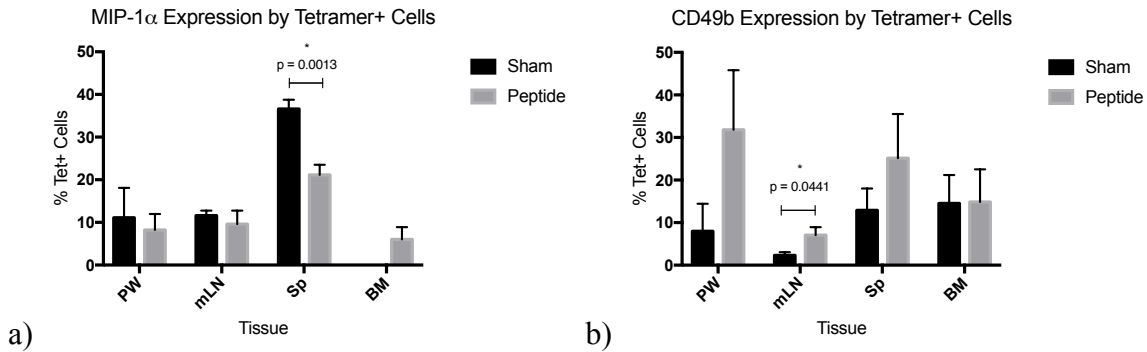 MIP-1α Expression by Tetramer+ Cells
50
40
30
20
10
0
% Tet+ Cells
*
p = 0.0013
PW
mLN
Sp
BM
Tissue
Sham
Peptide
a)
CD49b Expression by Tetramer+ Cells
50
40
30
20
10
0
% Tet+ Cells
*
p = 0.0441
PW
mLN
Sp
BM
Tissue
Sham
Peptide
b)